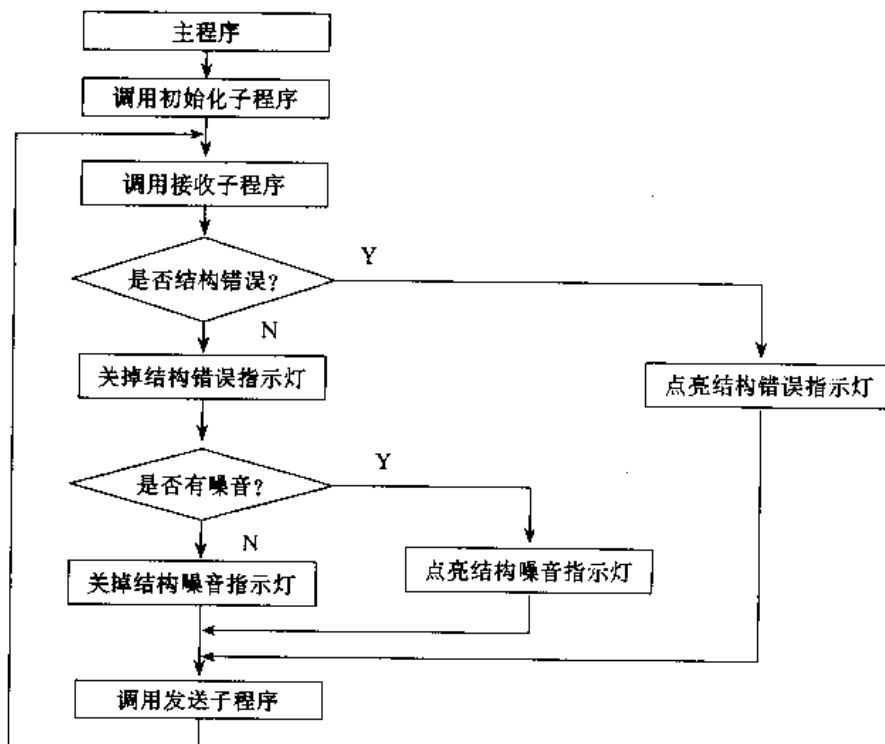 主程序
调用初始化子程序
调用接收子程序
是否结构错误?
Y
N
关掉结构错误指示灯
点亮结构错误指示灯
是否有噪音?
Y
N
关掉结构噪音指示灯
点亮结构噪音指示灯
调用发送子程序